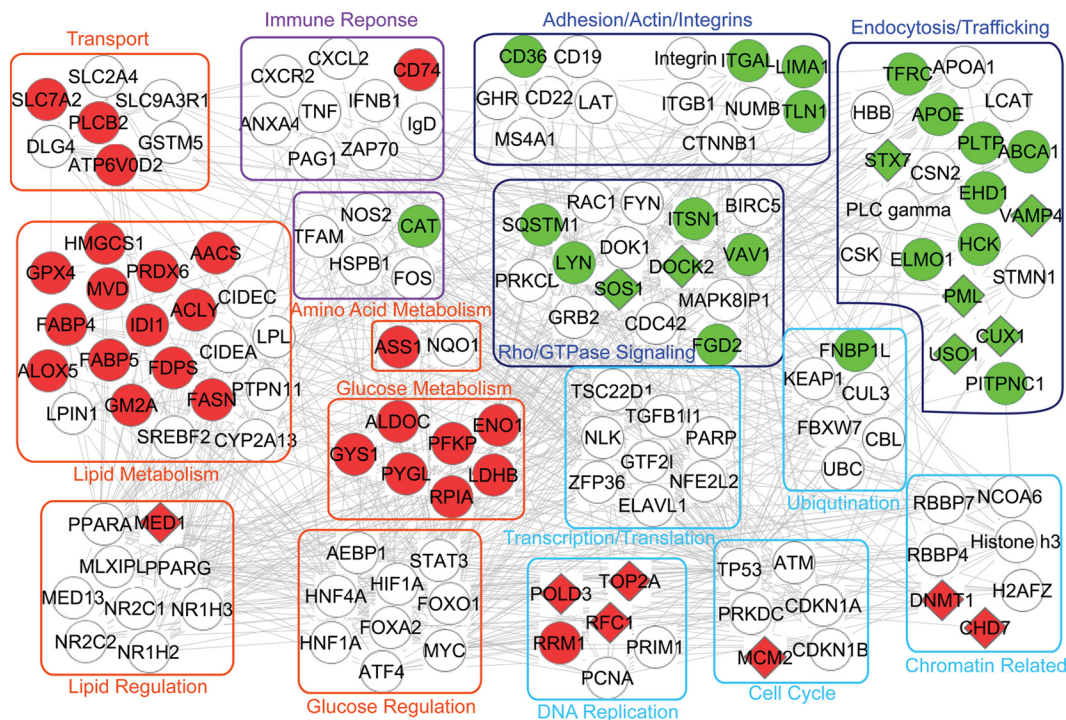 Transport
SLC2A4
SLC7A2
SLC9A3R1
PLCB2
DLG4
GSTM5
ATP6V0D2
Immune Reponse
CXCL2
CXCR2
CD74
IFNB1
TNF
ANXA4
IgD
ZAP70
PAG1
Adhesion/Actin/Integrins
CD36
CD19
Integrin
ITGAL
LIMA1
GHR
CD22
LAT
ITGB1
NUMB
TLN1
MS4A1
CTNNB1
Endocytosis/Trafficking
TFRC
APOA1
HBB
APOE
LCAT
PLTP
ABCA1
STX7
CSN2
EHD1
PLC gamma
VAMP4
CSK
ELMO1
HCK
STMN1
PML
CUX1
USO1
PITPNC1
NOS2
TFAM
CAT
HSPB1
FOS
RAC1
FYN
BIRC5
SQSTM1
ITSN1
DOK1
LYN
VAV1
DOCK2
PRKCD
SOS1
MAPK8IP1
GRB2
CDC42
FGD2
Rho/GTPase Signaling
HMGCS1
AACS
GPX4
PRDX6
MVD
CIDEC
ACLY
FABP4
IDI1
LPL
CIDEA
FABP5
ALOX5
FDPS
PTPN11
GM2A
FASN
LPIN1
SREBF2
CYP2A13
Lipid Metabolism
Amino Acid Metabolism
ASS1
NQO1
Glucose Metabolism
ALDOC
ENO1
PFKP
GYS1
PYGL
LDHB
RPIA
TSC22D1
TGFB1I1
NLK
PARP
GTF2I
ZFP36
NFE2L2
ELAVL1
Transcription/Translation
FNBP1L
KEAP1
CUL3
FBXW7
CBL
UBC
Ubiqutination
PPARA
MED1
MLXIPL
PPARG
MED13
NR2C1
NR1H3
NR2C2
NR1H2
Lipid Regulation
AEBP1
STAT3
HIF1A
HNF4A
FOXO1
FOXA2
HNF1A
MYC
ATF4
Glucose Regulation
TOP2A
POLD3
RFC1
RRM1
PRIM1
PCNA
DNA Replication
ATM
TP53
CDKN1A
PRKDC
MCM2
CDKN1B
Cell Cycle
RBBP7
NCOA6
Histone h3
RBBP4
H2AFZ
DNMT1
CHD7
Chromatin Related